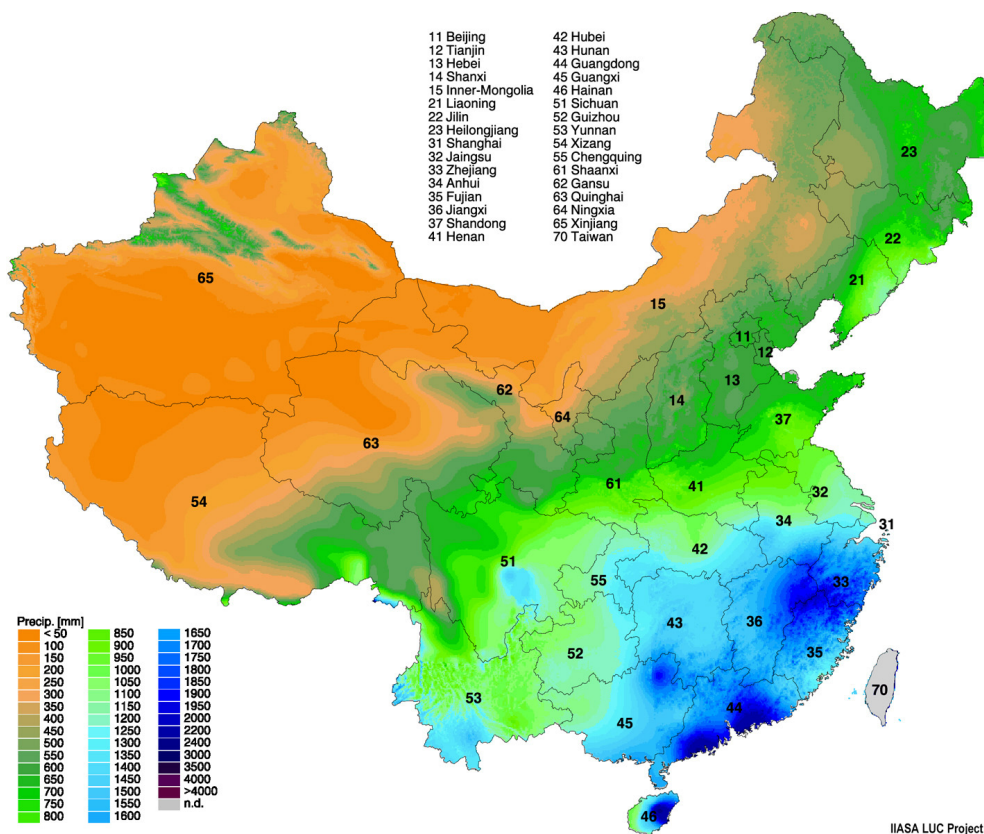 11 Beijing
12 Tianjin
13 Hebei
14 Shanxi
15 Inner-Mongolia
21 Liaoning
22 Jilin
23 Heilongjiang
31 Shanghai
32 Jaingsu
33 Zhejiang
34 Anhui
35 Fujian
36 Jiangxi
37 Shandong
41 Henan
42 Hubei
43 Hunan
44 Guangdong
45 Guangxi
46 Hainan
51 Sichuan
52 Guizhou
53 Yunnan
54 Xizang
55 Chengquing
61 Shaanxi
62 Gansu
63 Quinghai
64 Ningxia
65 Xinjiang
70 Taiwan
23
22
21
65
15
11
12
13
62
14
64
37
63
54
61
41
32
34
31
42
51
55
33
43
36
52
35
70
53
44
45
46
Precip. [mm]
< 50
100
150
200
250
300
350
400
450
500
550
600
650
700
750
800
850
900
950
1000
1050
1100
1150
1200
1250
1300
1350
1400
1450
1500
1550
1600
1650
1700
1750
1800
1850
1900
1950
2000
2400
3000
3500
4000
>4000
n.d.
IIASA LUC Project